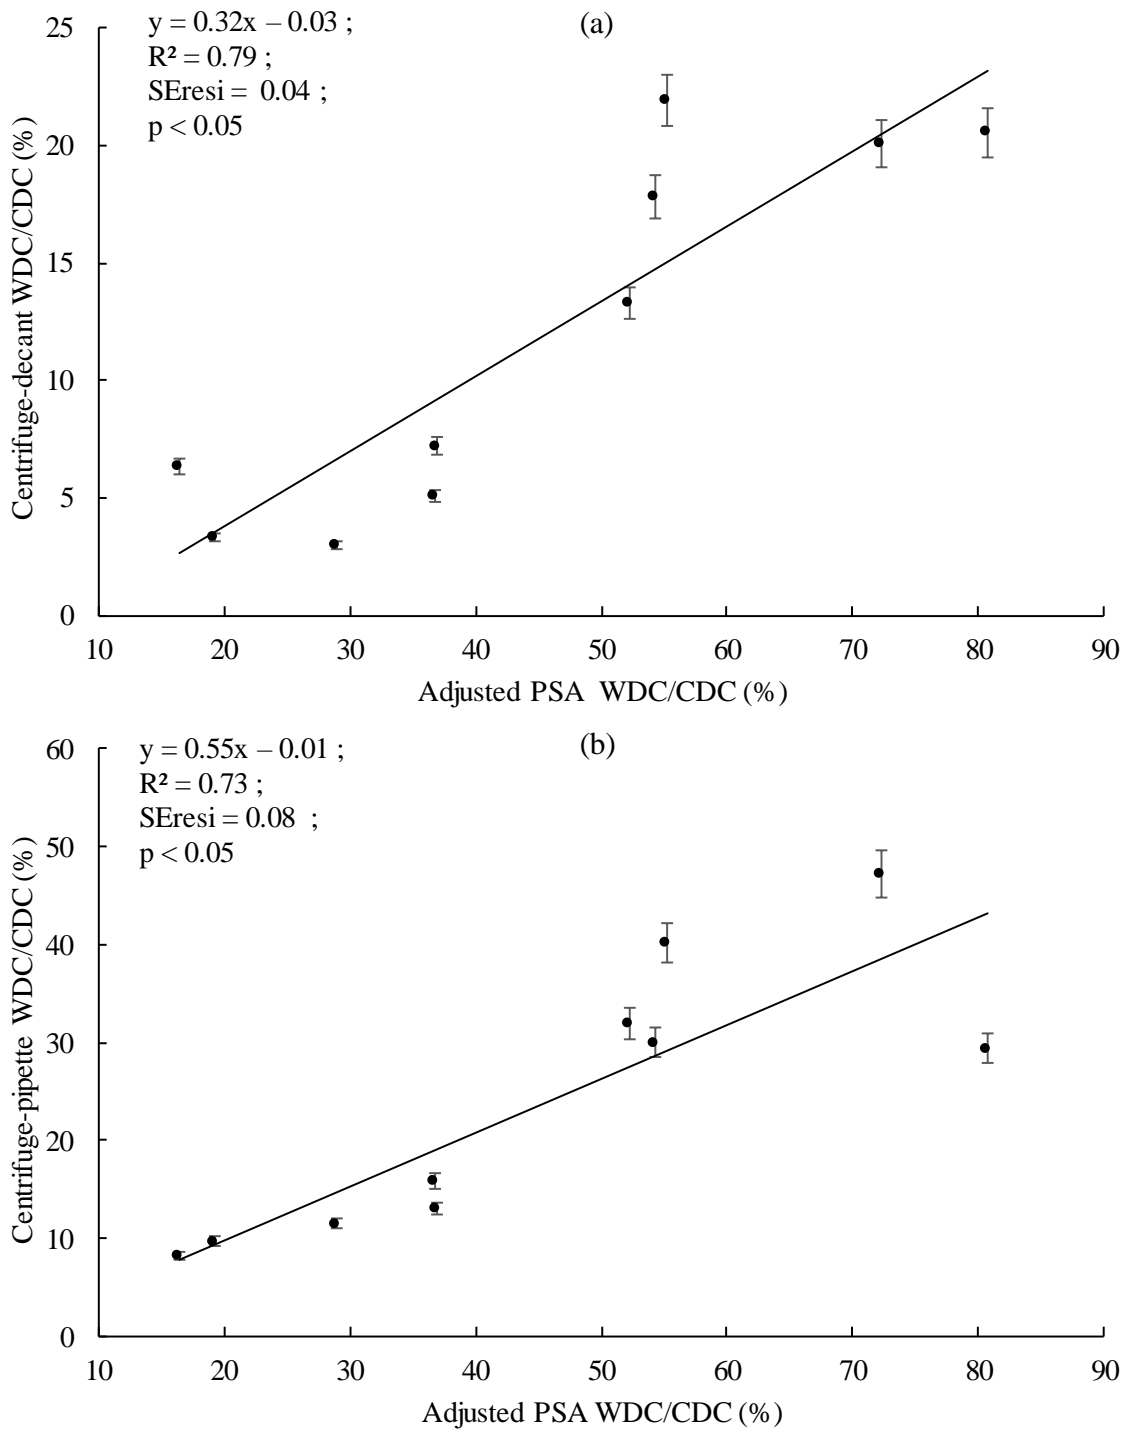 (a)
y = 0.32x – 0.03 ;
R² = 0.79 ;
SEresi = 0.04 ;
p < 0.05
Centrifuge-decant WDC/CDC (%)
25
20
15
10
5
0
10 20 30 40 50 60 70 80 90
Adjusted PSA WDC/CDC (%)
(b)
y = 0.55x – 0.01 ;
R² = 0.73 ;
SEresi = 0.08 ;
p < 0.05
Centrifuge-pipette WDC/CDC (%)
60
50
40
30
20
10
0
10 20 30 40 50 60 70 80 90
Adjusted PSA WDC/CDC (%)